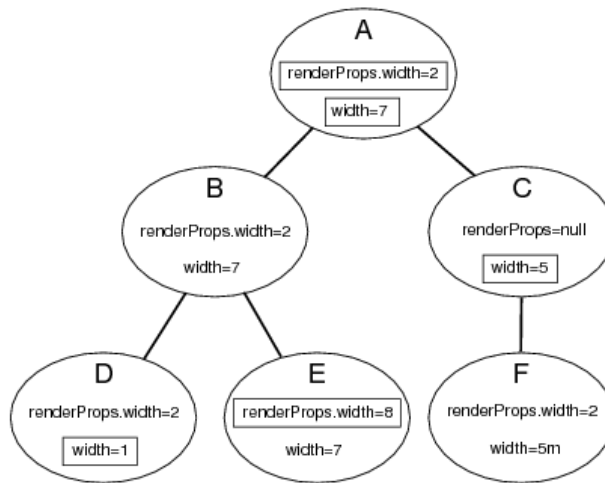 A
renderProps.width=2
width=7
B
renderProps.width=2
width=7
C
renderProps=null
width=5
D
renderProps.width=2
width=1
E
renderProps.width=8
width=7
F
renderProps.width=2
width=5m